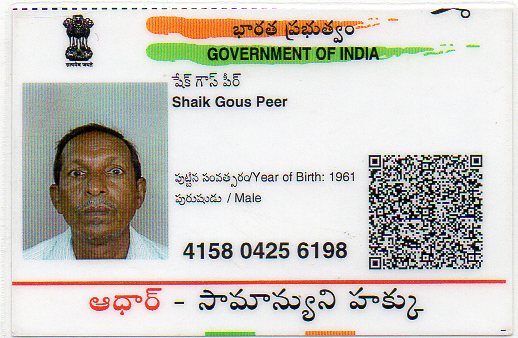 భారత ప్రభుత్వం
GOVERNMENT OF INDIA
सत्यमेव जयते
షేక్ గౌస్ పీర్
Shaik Gous Peer
పుట్టిన సంవత్సరం/Year of Birth: 1961
పురుషుడు / Male
4158 0425 6198
ఆధార్ - సామాన్యుని హక్కు